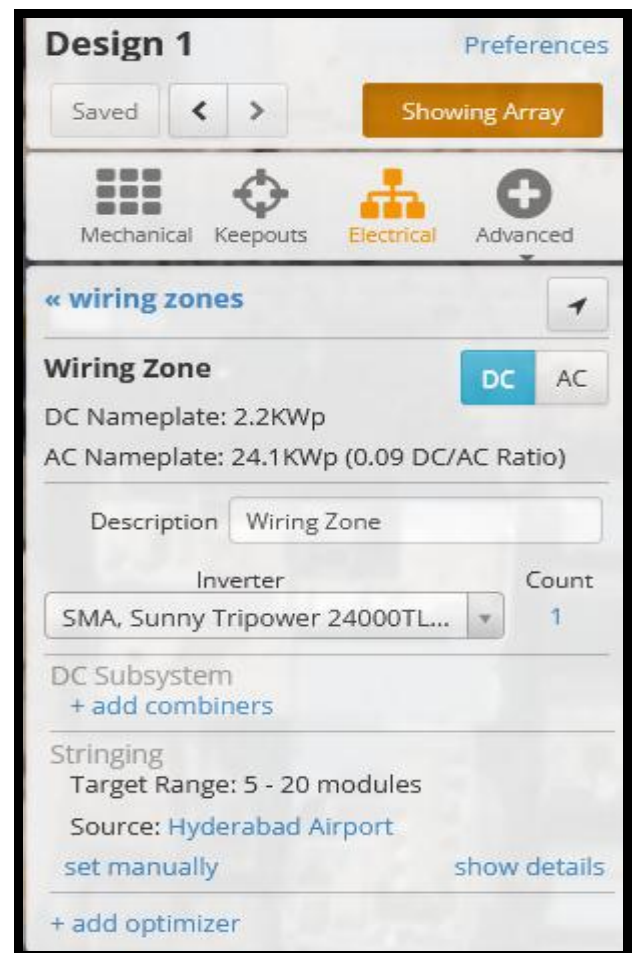 Design 1 Preferences
Saved < > Showing Array
Mechanical Keepouts Electrical Advanced
« wiring zones
Wiring Zone DC AC
DC Nameplate: 2.2KWp
AC Nameplate: 24.1KWp (0.09 DC/AC Ratio)
Description Wiring Zone
Inverter Count
SMA, Sunny Tripower 24000TL... 1
DC Subsystem
+ add combiners
Stringing
Target Range: 5 - 20 modules
Source: Hyderabad Airport
set manually show details
+ add optimizer